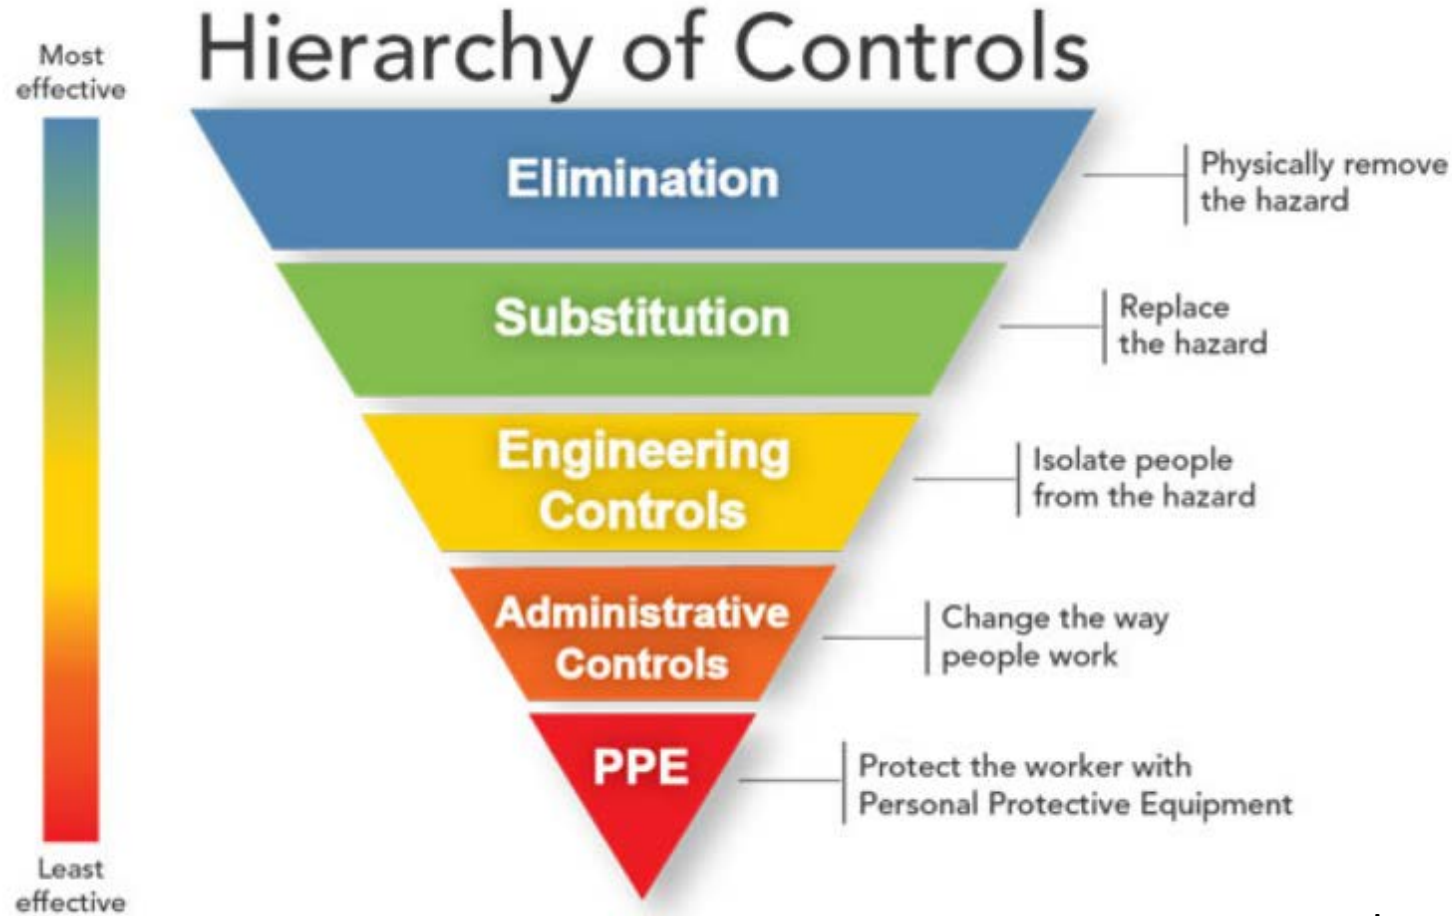 Hierarchy of Controls
Most
effective
Elimination
Physically remove
the hazard
Substitution
Replace
the hazard
Engineering
Controls
Isolate people
from the hazard
Administrative
Controls
Change the way
people work
PPE
Protect the worker with
Personal Protective Equipment
Least
effective